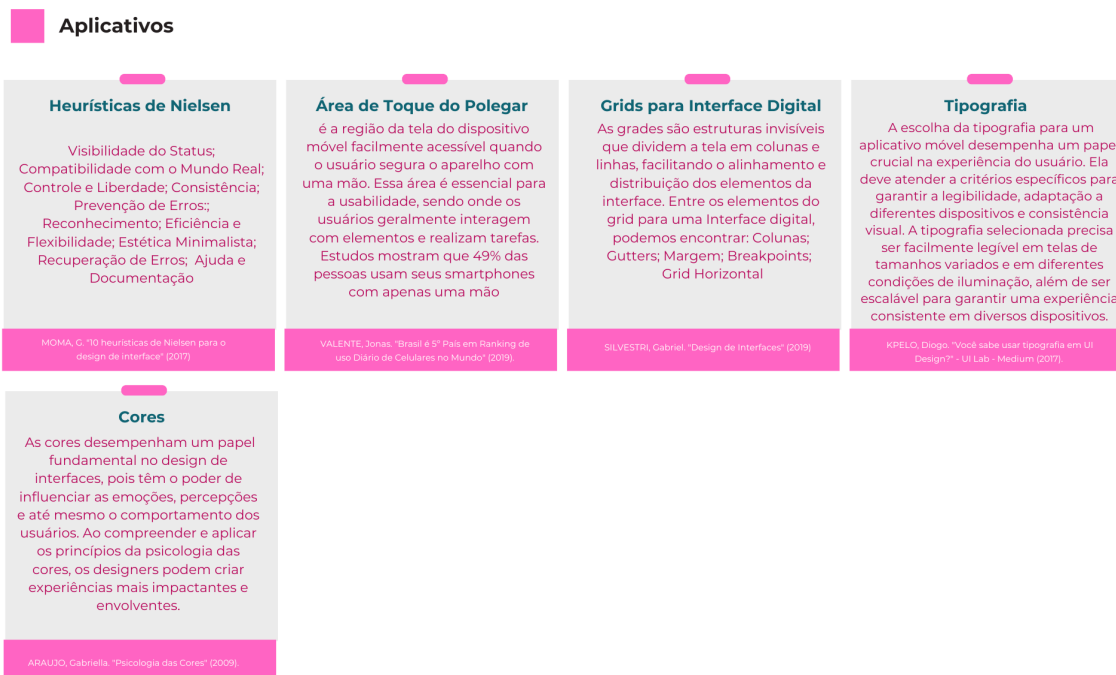 Aplicativos
Heurísticas de Nielsen
Visibilidade do Status;
Compatibilidade com o Mundo Real;
Controle e Liberdade; Consistência;
Prevenção de Erros:;
Reconhecimento; Eficiência e
Flexibilidade; Estética Minimalista;
Recuperação de Erros; Ajuda e
Documentação
MOMA, G. "10 heurísticas de Nielsen para o
design de interface" (2017)
Área de Toque do Polegar
é a região da tela do dispositivo
móvel facilmente acessível quando
o usuário segura o aparelho com
uma mão. Essa área é essencial para
a usabilidade, sendo onde os
usuários geralmente interagem
com elementos e realizam tarefas.
Estudos mostram que 49% das
pessoas usam seus smartphones
com apenas uma mão
VALENTE, Jonas. "Brasil é 5º País em Ranking de
uso Diário de Celulares no Mundo" (2019).
Grids para Interface Digital
As grades são estruturas invisíveis
que dividem a tela em colunas e
linhas, facilitando o alinhamento e
distribuição dos elementos da
interface. Entre os elementos do
grid para uma Interface digital,
podemos encontrar: Colunas;
Gutters; Margem; Breakpoints;
Grid Horizontal
SILVESTRI, Gabriel. "Design de Interfaces" (2019)
Tipografia
A escolha da tipografia para um
aplicativo móvel desempenha um pape
crucial na experiência do usuário. Ela
deve atender a critérios específicos para
garantir a legibilidade, adaptação a
diferentes dispositivos e consistência
visual. A tipografia selecionada precisa
ser facilmente legível em telas de
tamanhos variados e em diferentes
condições de iluminação, além de ser
escalável para garantir uma experiência
consistente em diversos dispositivos.
KPELO, Diogo. "Você sabe usar tipografia em UI
Design?" - UI Lab - Medium (2017).
Cores
As cores desempenham um papel
fundamental no design de
interfaces, pois têm o poder de
influenciar as emoções, percepções
e até mesmo o comportamento dos
usuários. Ao compreender e aplicar
os princípios da psicologia das
cores, os designers podem criar
experiências mais impactantes e
envolventes.
ARAUJO, Gabriella. "Psicologia das Cores" (2009).